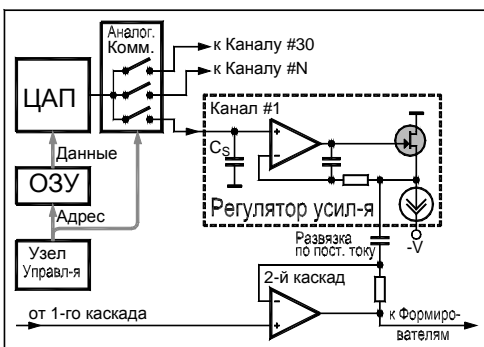 Аналог.
Комм.
к Каналу #30
к Каналу #N
ЦАП
Канал #1
+
−
Cs
Данные
ОЗУ
Регулятор усил-я
Адрес
Развязка
по пост. току
-V
Узел
Управл-я
2-й каскад
−
+
от 1-го каскада
к Формиро-
вателям